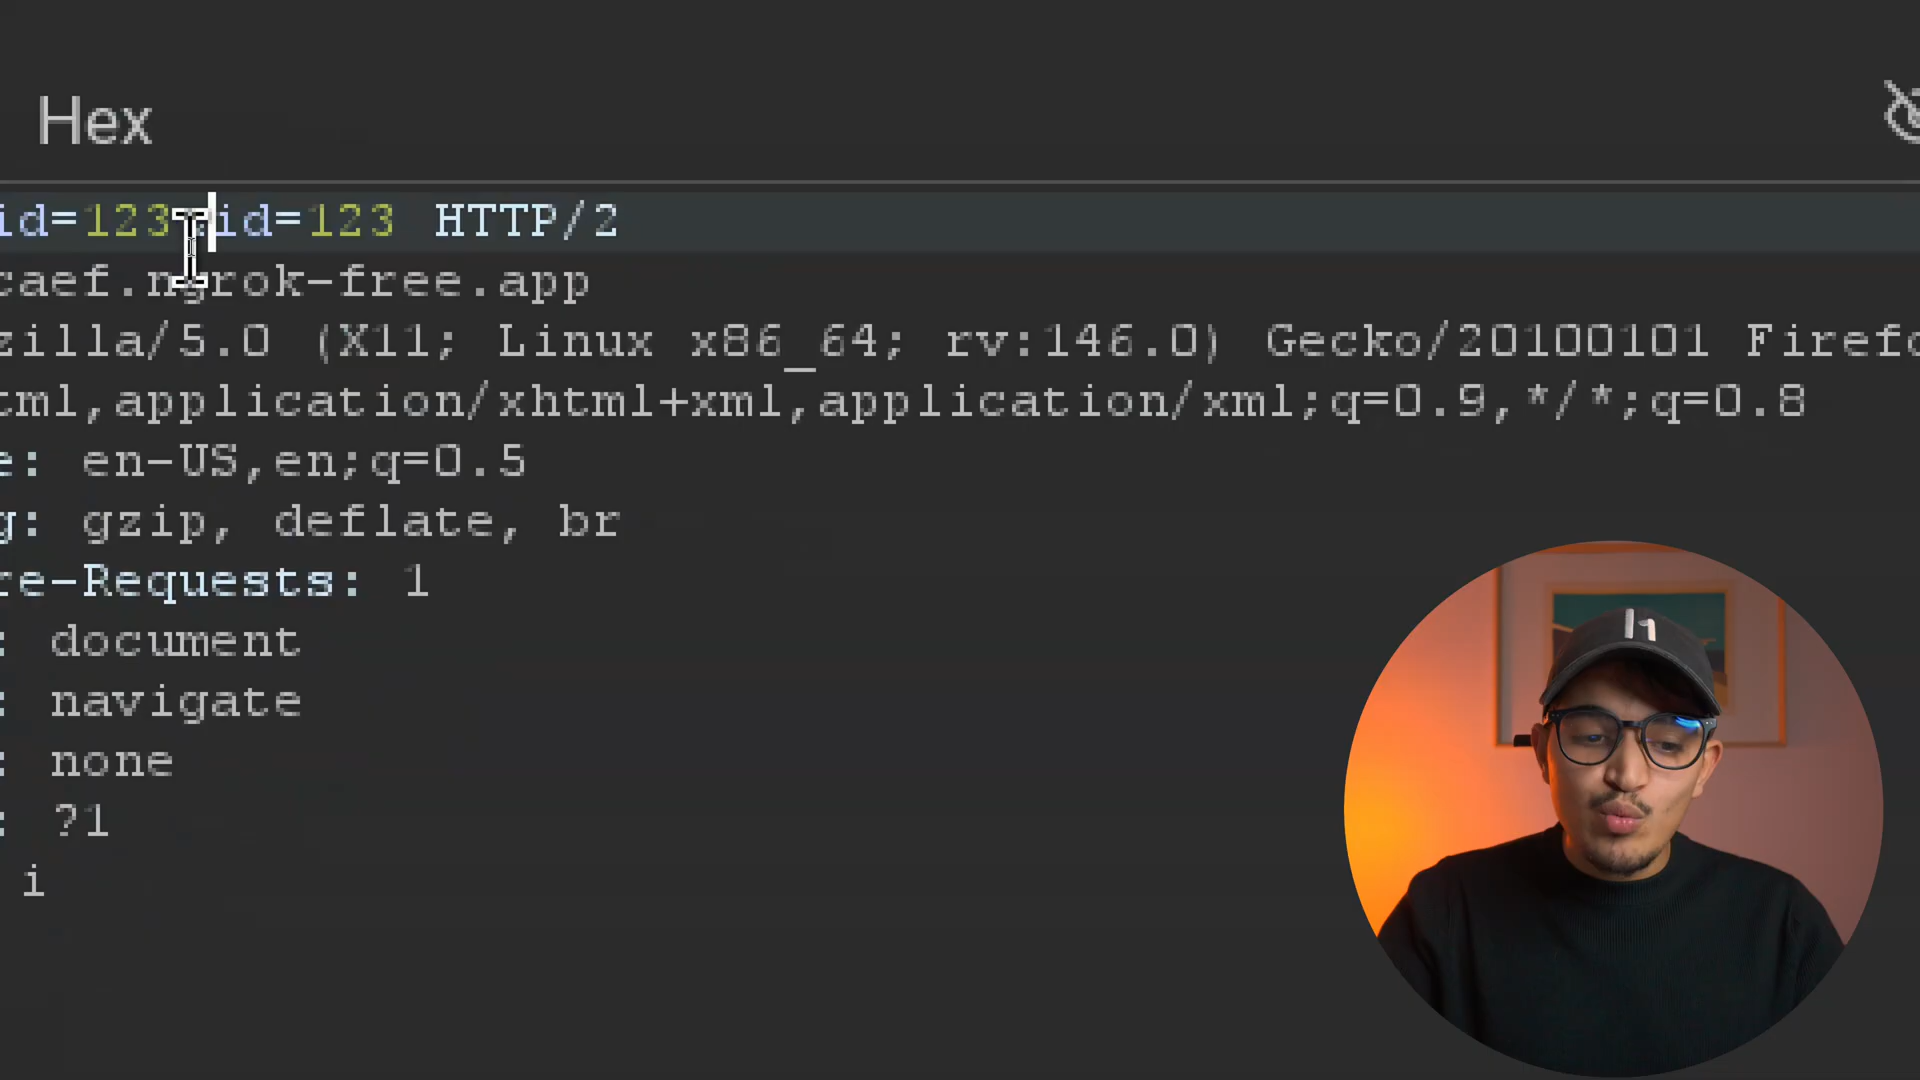 Hex
id=123&id=123 HTTP/2
caef.ngrok-free.app
zilla/5.0 (X11; Linux x86_64; rv:146.0) Gecko/20100101 Firefo
tml,application/xhtml+xml,application/xml;q=0.9,*/*;q=0.8
e: en-US,en;q=0.5
g: gzip, deflate, br
re-Requests: 1
: document
: navigate
: none
: ?1
i